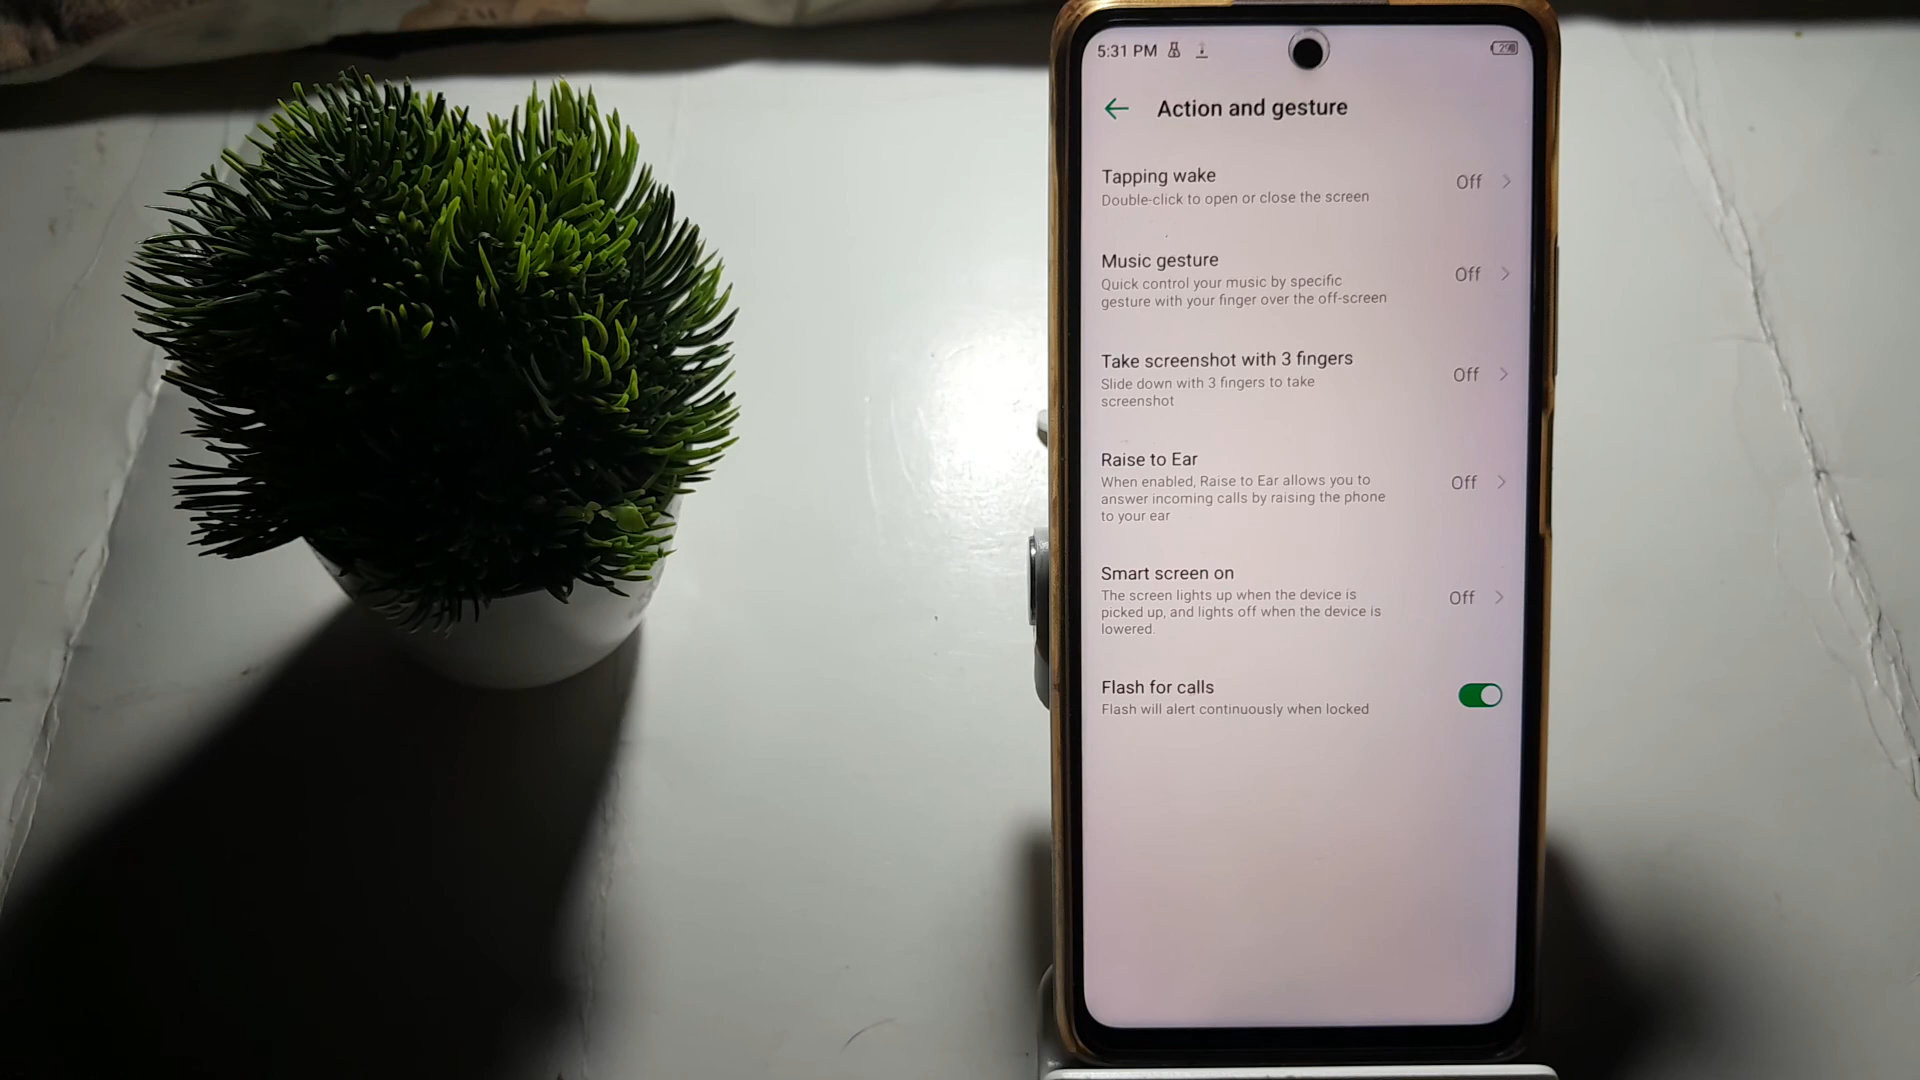 5:31 PM
Action and gesture
Tapping wake
Double-click to open or close the screen
Off
Music gesture
Quick control your music by specific
gesture with your finger over the off-screen
Off
Take screenshot with 3 fingers
Slide down with 3 fingers to take
screenshot
Off
Raise to Ear
When enabled, Raise to Ear allows you to
answer incoming calls by raising the phone
to your ear
Off
Smart screen on
The screen lights up when the device is
picked up, and lights off when the device is
lowered.
Off
Flash for calls
Flash will alert continuously when locked